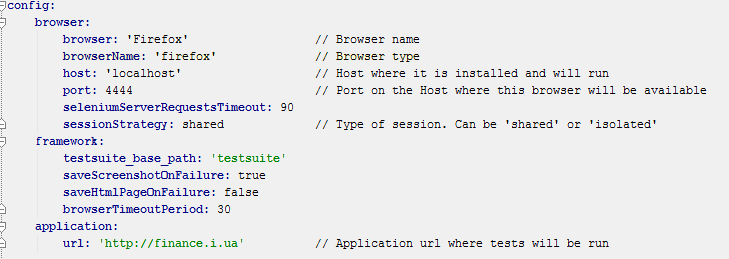 config:
browser:
browser: 'Firefox' // Browser name
browserName: 'firefox' // Browser type
host: 'localhost' // Host where it is installed and will run
port: 4444 // Port on the Host where this browser will be available
seleniumServerRequestsTimeout: 90
sessionStrategy: shared // Type of session. Can be 'shared' or 'isolated'
framework:
testsuite_base_path: 'testsuite'
saveScreenshotOnFailure: true
saveHtmlPageOnFailure: false
browserTimeoutPeriod: 30
application:
url: 'http://finance.i.ua' // Application url where tests will be run